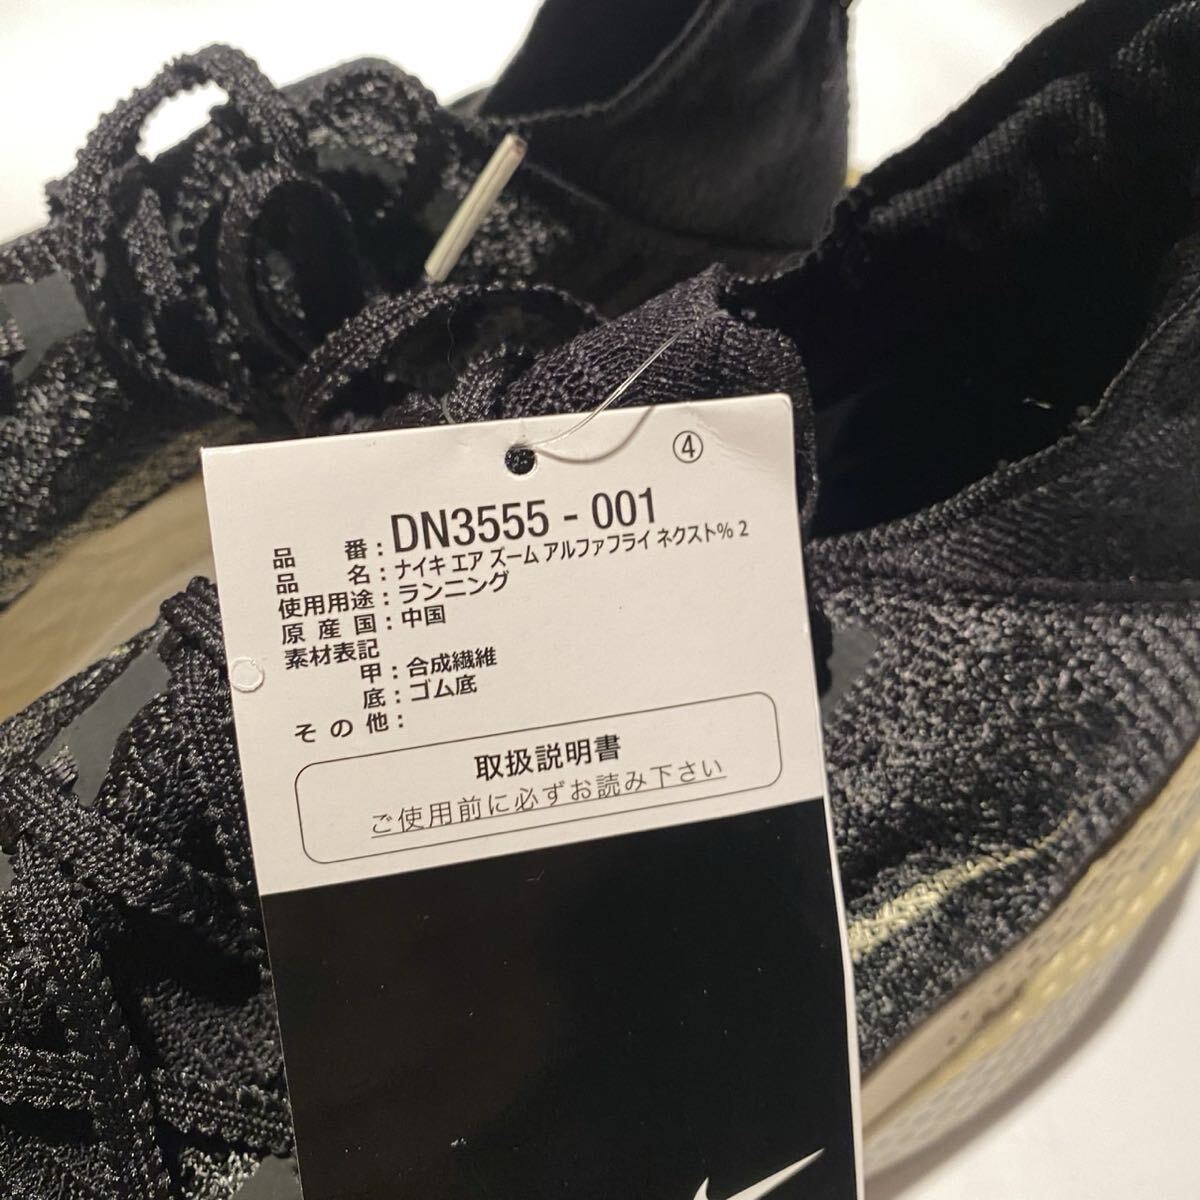 ④
品番：DN3555 - 001
品名：ナイキ エア ズーム アルファフライ ネクスト% 2
使用用途：ランニング
原産国：中国
素材表記
甲：合成繊維
底：ゴム底
その他：
取扱説明書
ご使用前に必ずお読み下さい